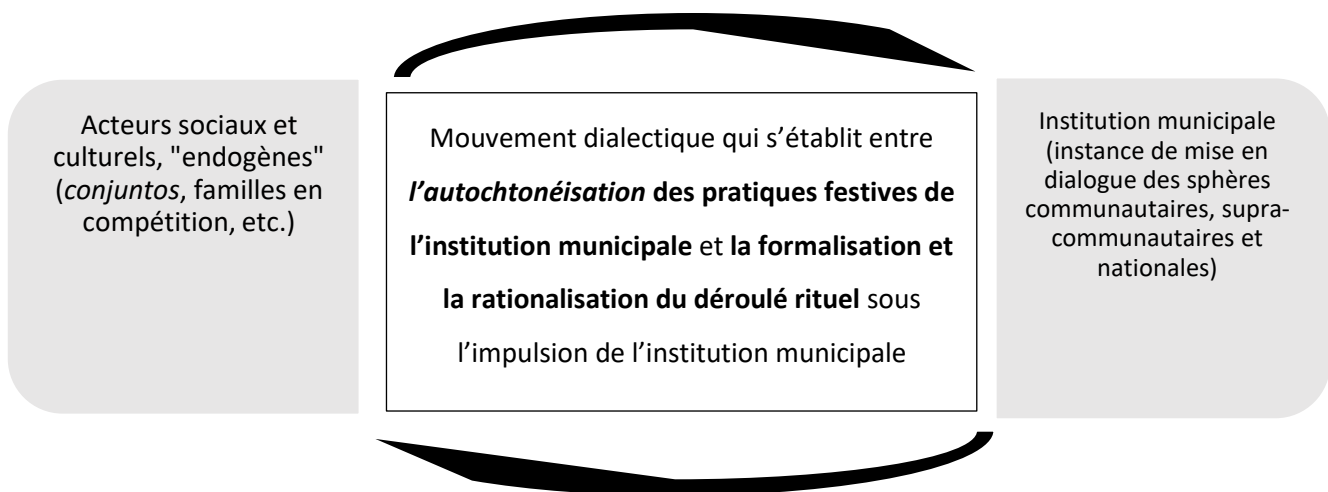 Acteurs sociaux et
culturels, "endogènes"
(conjuntos, familles en
compétition, etc.)
Mouvement dialectique qui s’établit entre
l’autochtonéisation des pratiques festives de
l’institution municipale et la formalisation et
la rationalisation du déroulé rituel sous
l’impulsion de l’institution municipale
Institution municipale
(instance de mise en
dialogue des sphères
communautaires, supra-
communautaires et
nationales)